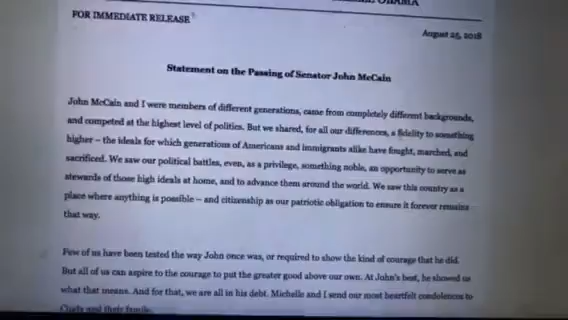 OBAMA
FOR IMMEDIATE RELEASE
August 25, 2018
Statement on the Passing of Senator John McCain
John McCain and I were members of different generations, came from completely different backgrounds,
and competed at the highest level of politics. But we shared, for all our differences, a fidelity to something
higher – the ideals for which generations of Americans and immigrants alike have fought, marched, and
sacrificed. We saw our political battles, even, as a privilege, something noble, an opportunity to serve as
stewards of those high ideals at home, and to advance them around the world. We saw this country as a
place where anything is possible – and citizenship as our patriotic obligation to ensure it forever remains
that way.
Few of us have been tested the way John once was, or required to show the kind of courage that he did.
But all of us can aspire to the courage to put the greater good above our own. At John's best, he showed us
what that means. And for that, we are all in his debt. Michelle and I send our most heartfelt condolences to
Cindy and their family.